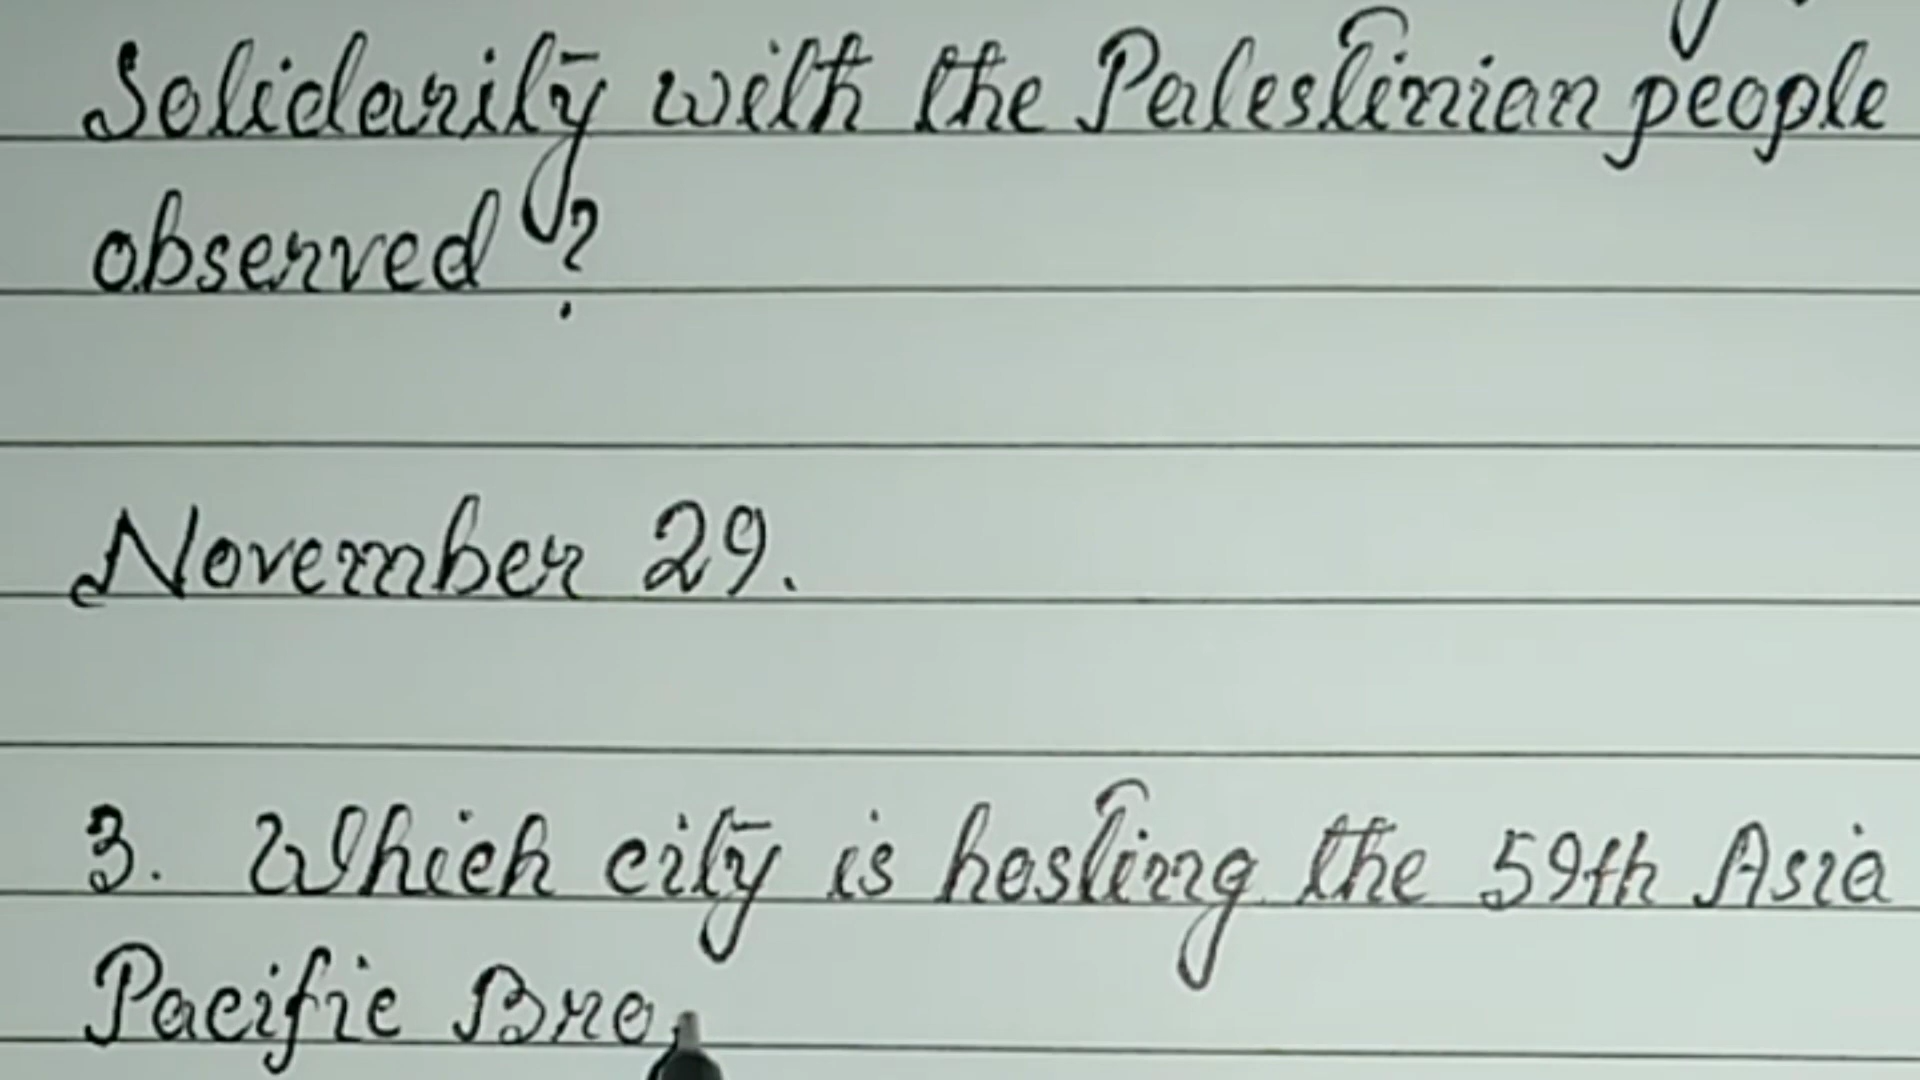 Solidarity with the Palestinian people
observed?
November 29.
3. Which city is hosting the 59th Asia
Pacific Bro